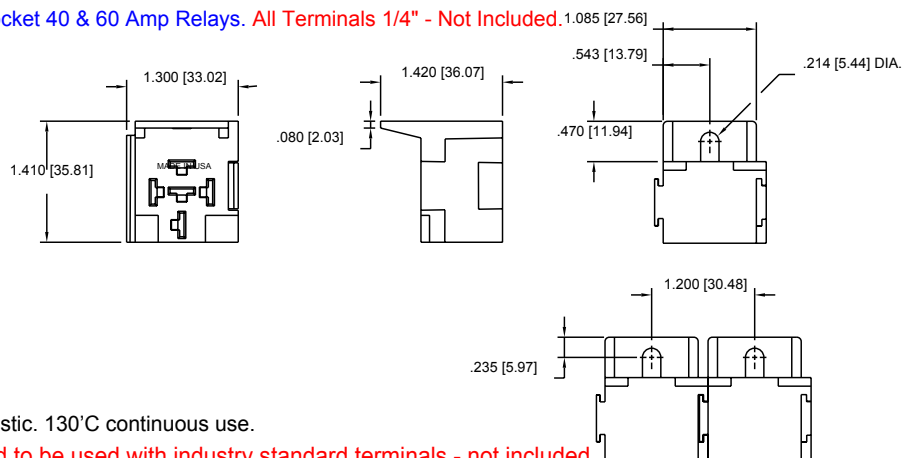 cket 40 & 60 Amp Relays. All Terminals 1/4" - Not Included.
1.085 [27.56]
.543 [13.79]
.214 [5.44] DIA.
1.300 [33.02]
1.420 [36.07]
.080 [2.03]
.470 [11.94]
1.410 [35.81]
MADE IN USA
1.200 [30.48]
.235 [5.97]
stic. 130'C continuous use.
d to be used with industry standard terminals - not included